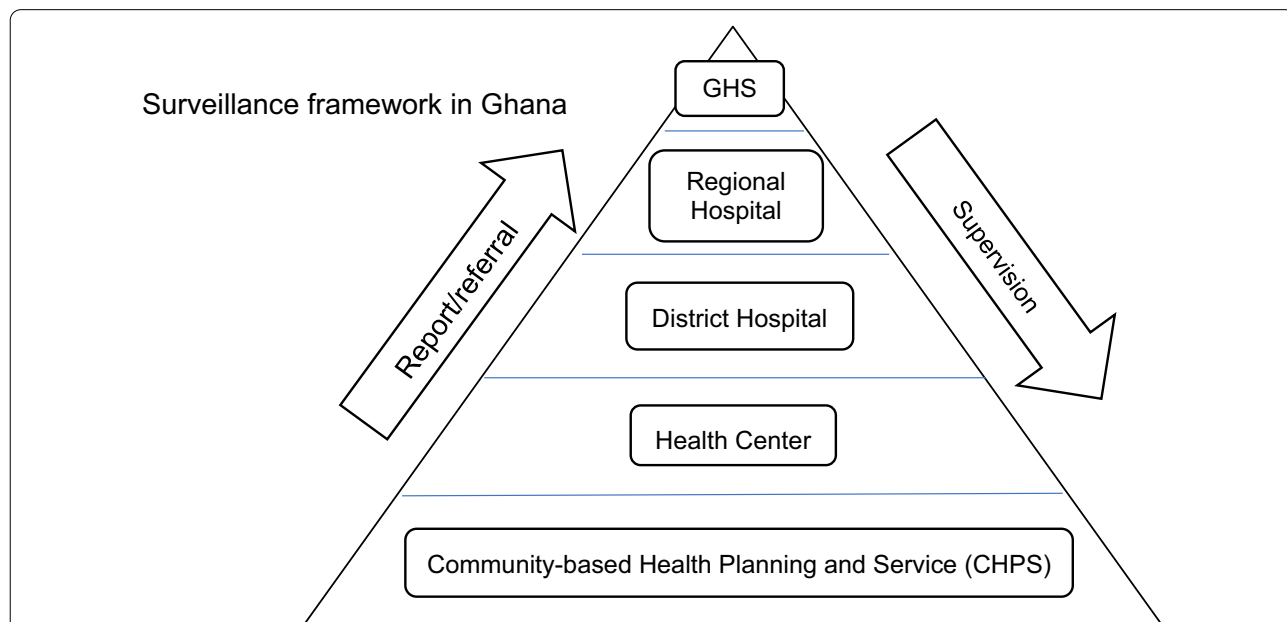 Surveillance framework in Ghana
GHS
Regional
Hospital
Report/referral
Supervision
District Hospital
Health Center
Community-based Health Planning and Service (CHPS)